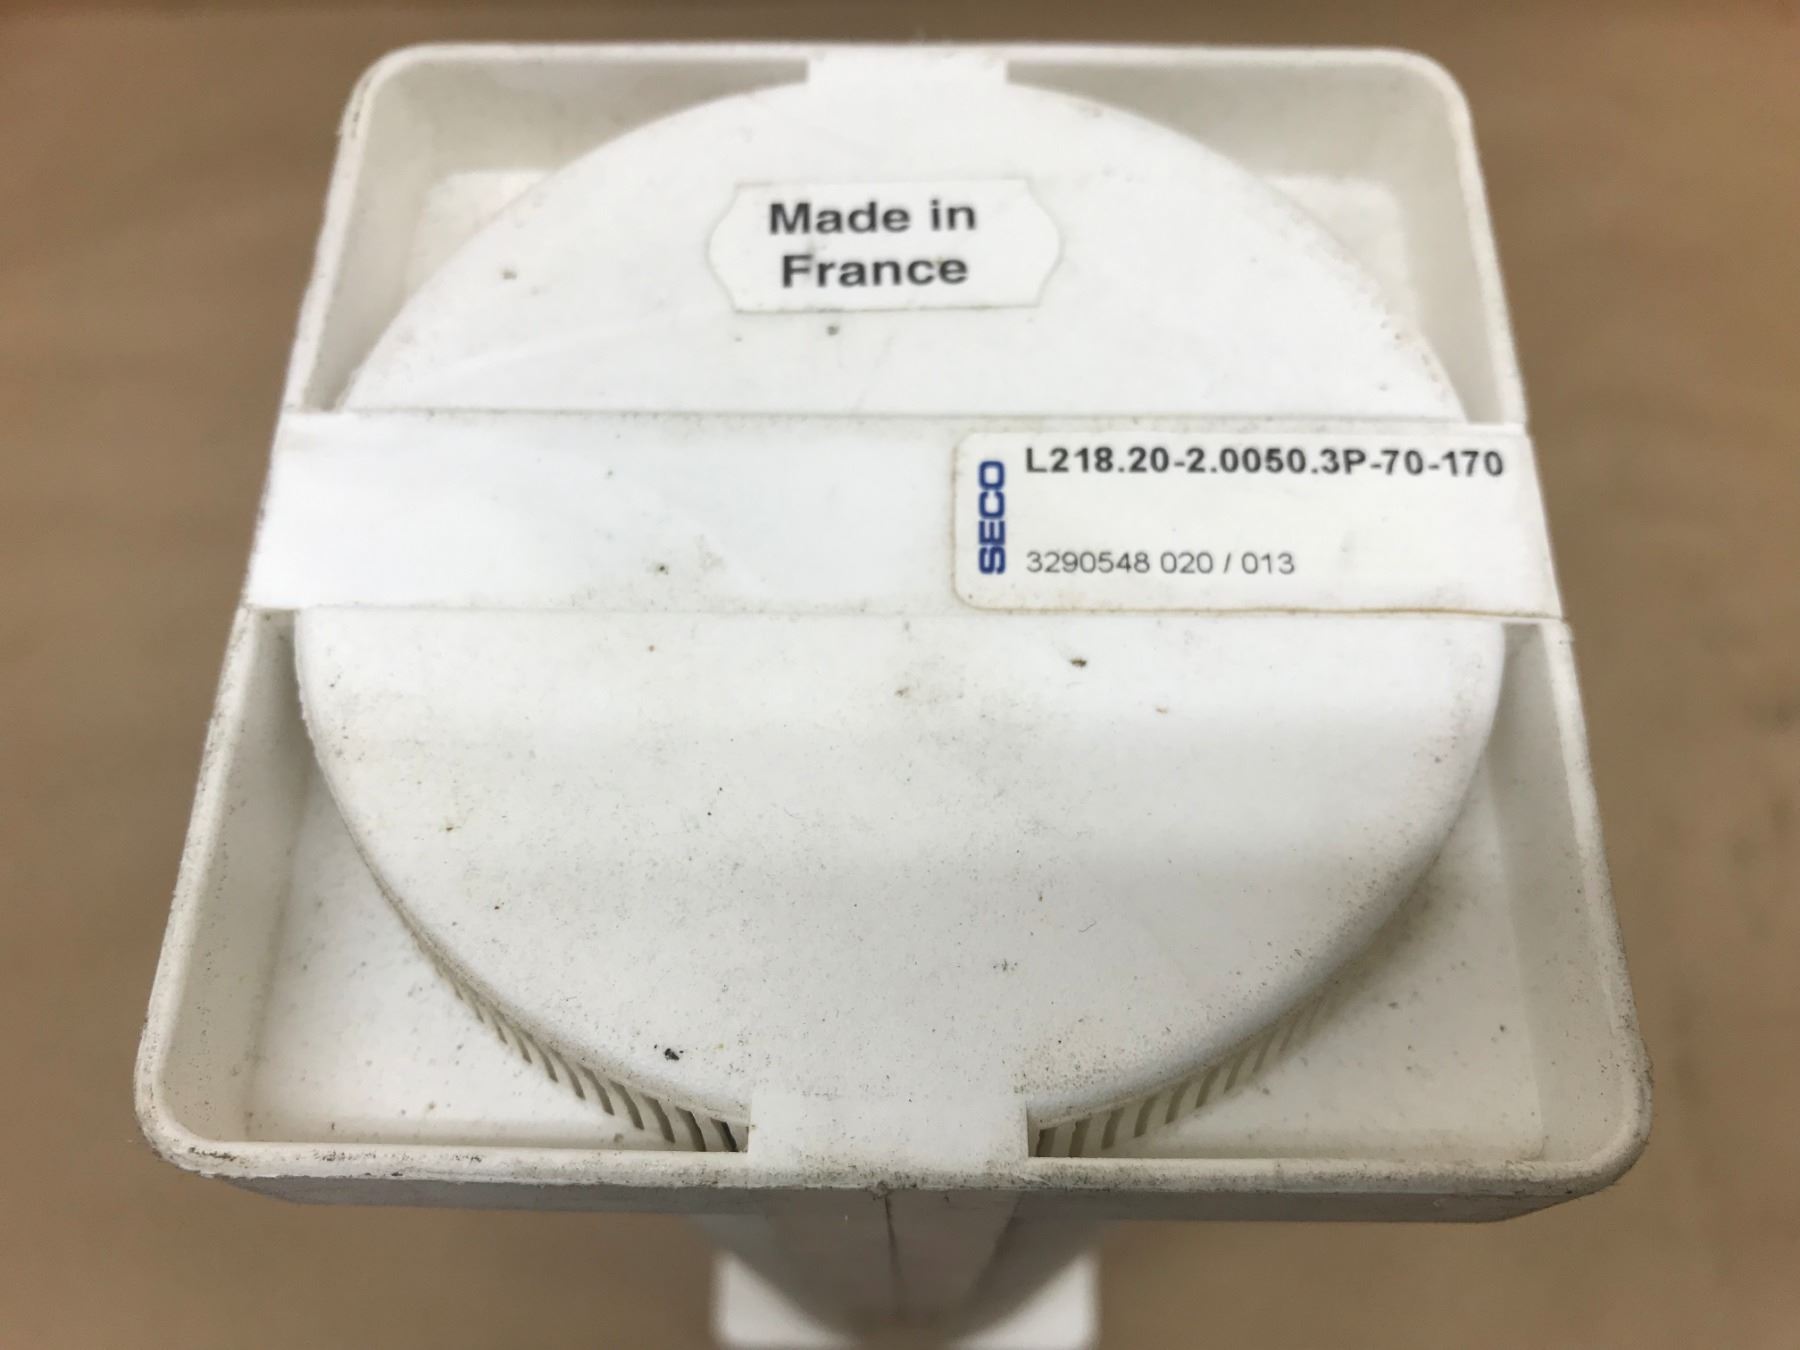 Made in
France
SECO
L218.20-2.0050.3P-70-170
3290548 020 / 013